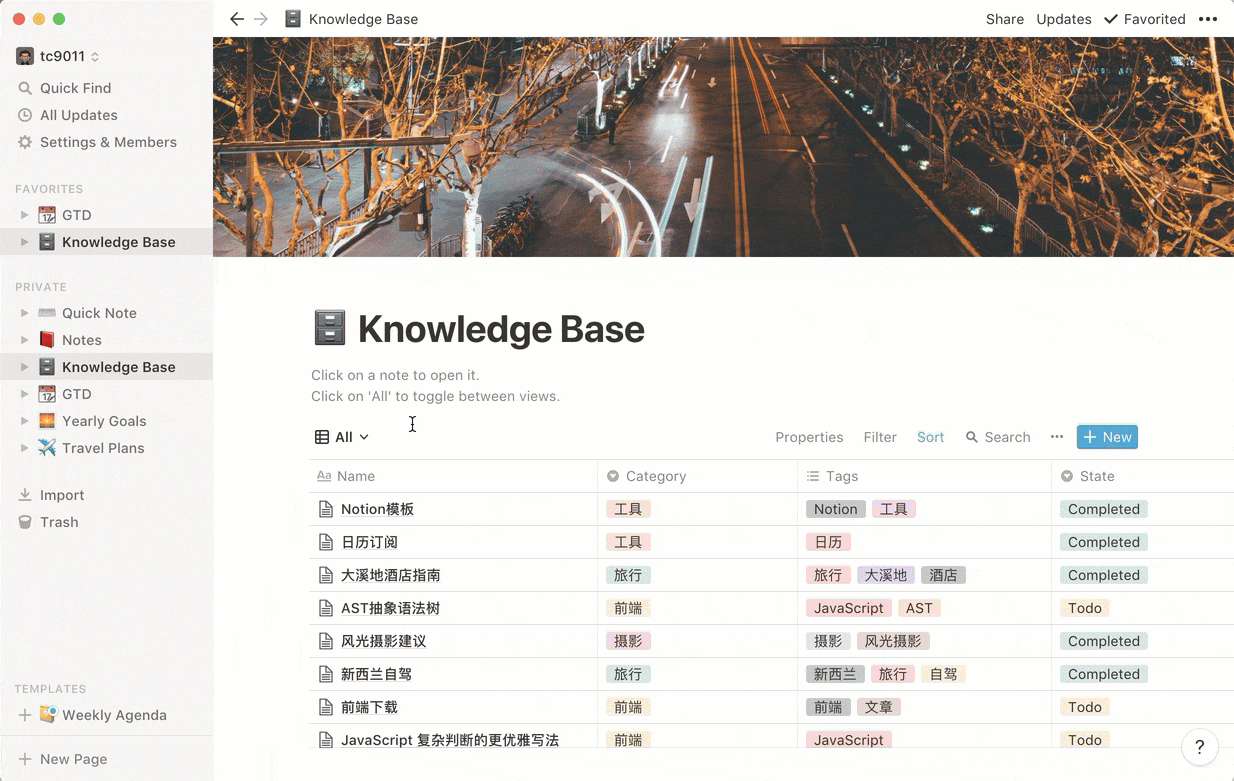 Knowledge Base
Share Updates Favorited
tc9011
Quick Find
All Updates
Settings & Members
FAVORITES
GTD
Knowledge Base
PRIVATE
Quick Note
Notes
Knowledge Base
GTD
Yearly Goals
Travel Plans
Import
Trash
TEMPLATES
Weekly Agenda
New Page
Knowledge Base
Click on a note to open it.
Click on 'All' to toggle between views.
All Properties Filter Sort Search New
Aa Name Category Tags State
Notion模板 工具 Notion 工具 Completed
日历订阅 工具 日历 Completed
大溪地酒店指南 旅行 旅行 大溪地 酒店 Completed
AST抽象语法树 前端 JavaScript AST Todo
风光摄影建议 摄影 摄影 风光摄影 Completed
新西兰自驾 旅行 新西兰 旅行 自驾 Completed
前端下载 前端 前端 文章 Todo
JavaScript 复杂判断的更优雅写法 前端 JavaScript Todo
?